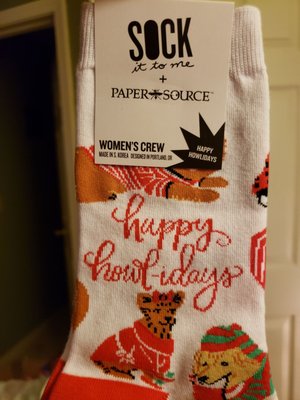 SOCK
it to me
+
PAPER SOURCE™
WOMEN'S CREW
MADE IN S. KOREA DESIGNED IN PORTLAND, OR
HAPPY
HOWLIDAYS
happy
howl-idays